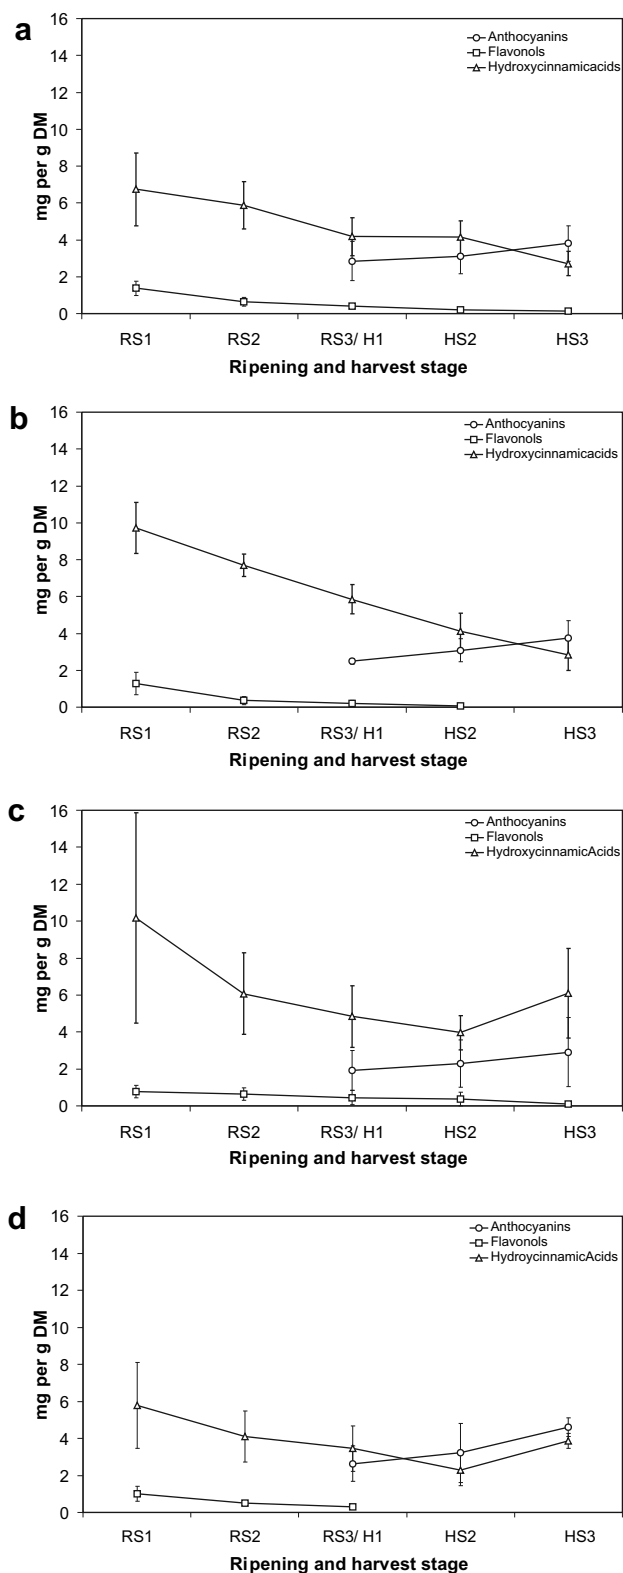 a
16
14
12
10
8
6
4
2
0
mg per g DM
Anthocyanins
Flavonols
Hydroxycinnamicacids
RS1 RS2 RS3/ H1 HS2 HS3
Ripening and harvest stage
b
16
14
12
10
8
6
4
2
0
mg per g DM
Anthocyanins
Flavonols
Hydroxycinnamicacids
RS1 RS2 RS3/ H1 HS2 HS3
Ripening and harvest stage
c
16
14
12
10
8
6
4
2
0
mg per g DM
Anthocyanins
Flavonols
HydroxycinnamicAcids
RS1 RS2 RS3/ H1 HS2 HS3
Ripening and harvest stage
d
16
14
12
10
8
6
4
2
0
mg per g DM
Anthocyanins
Flavonols
HydroycinnamicAcids
RS1 RS2 RS3/ H1 HS2 HS3
Ripening and harvest stage